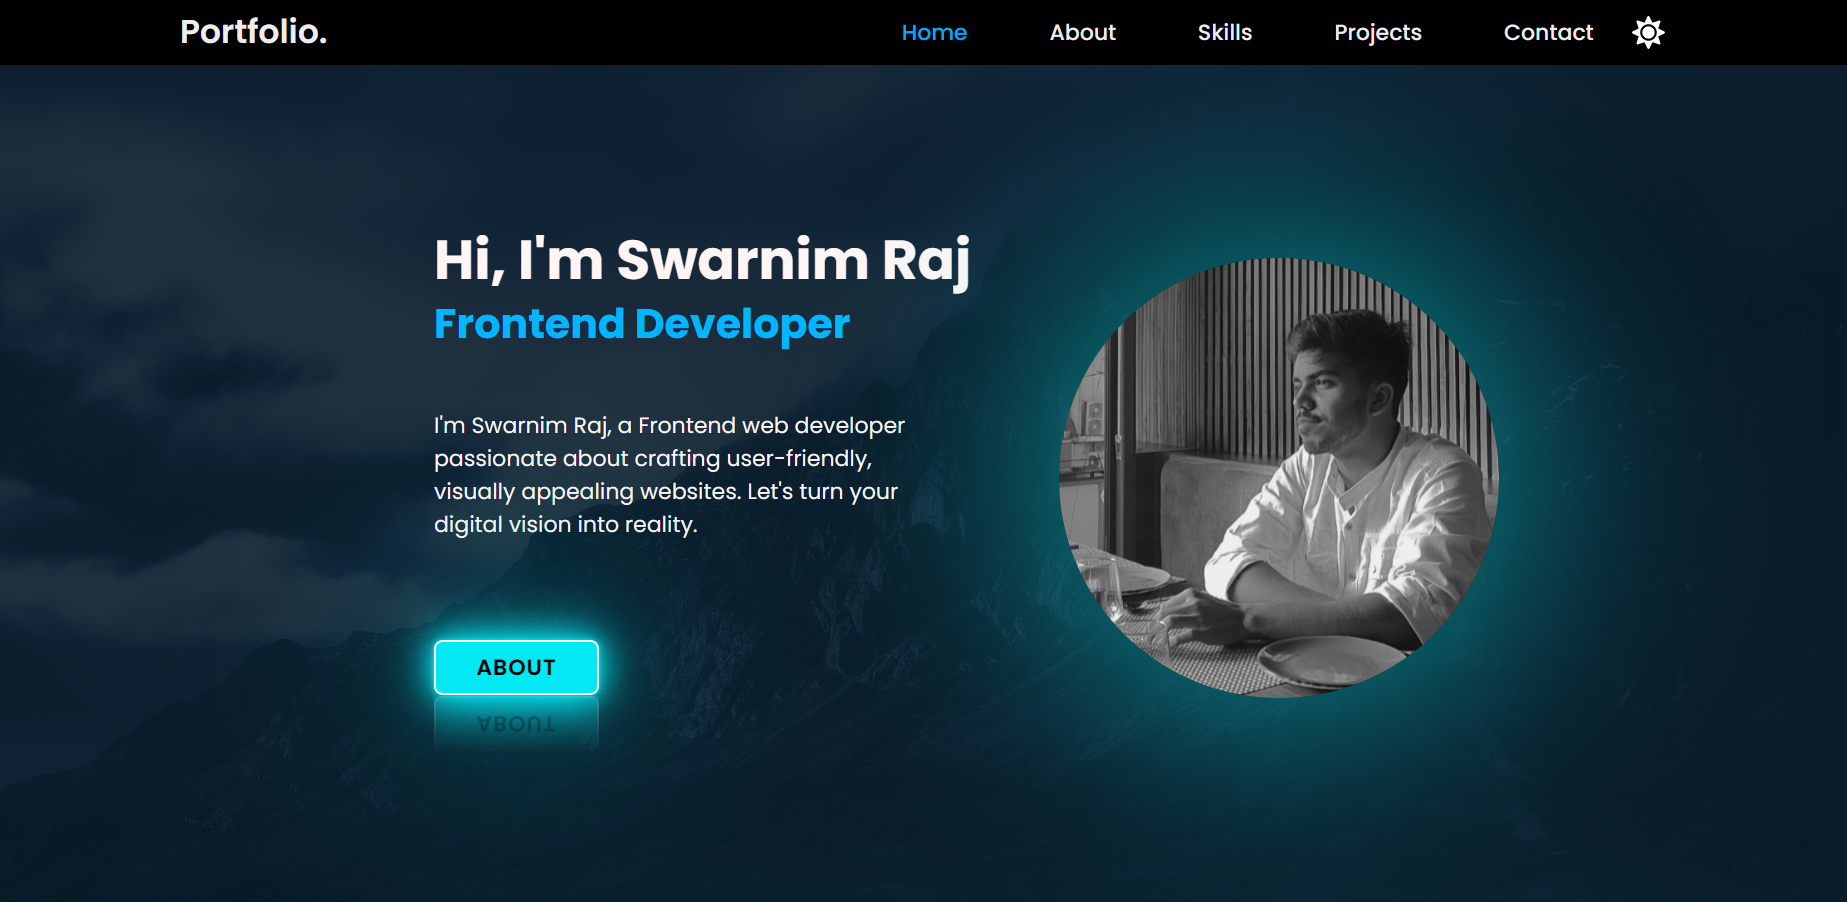 Portfolio.
Home About Skills Projects Contact
Hi, I'm Swarnim Raj
Frontend Developer
I'm Swarnim Raj, a Frontend web developer
passionate about crafting user-friendly,
visually appealing websites. Let's turn your
digital vision into reality.
ABOUT